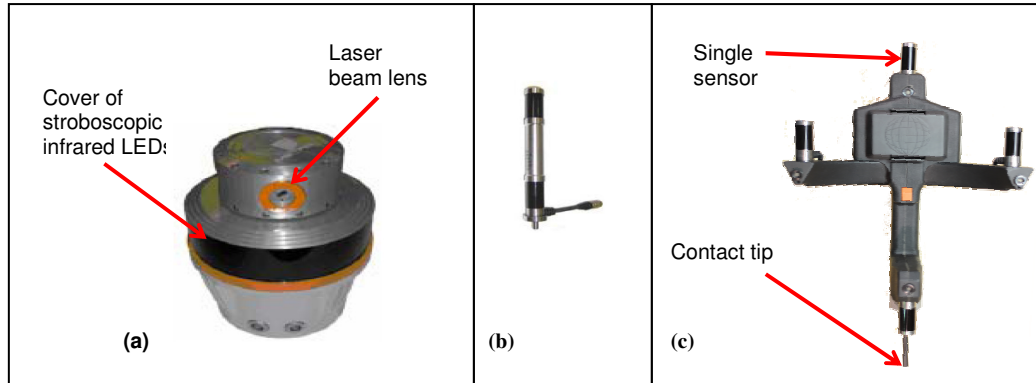 Laser
beam lens
Cover of
stroboscopic
infrared LEDs
(a)
(b)
Single
sensor
Contact tip
(c)